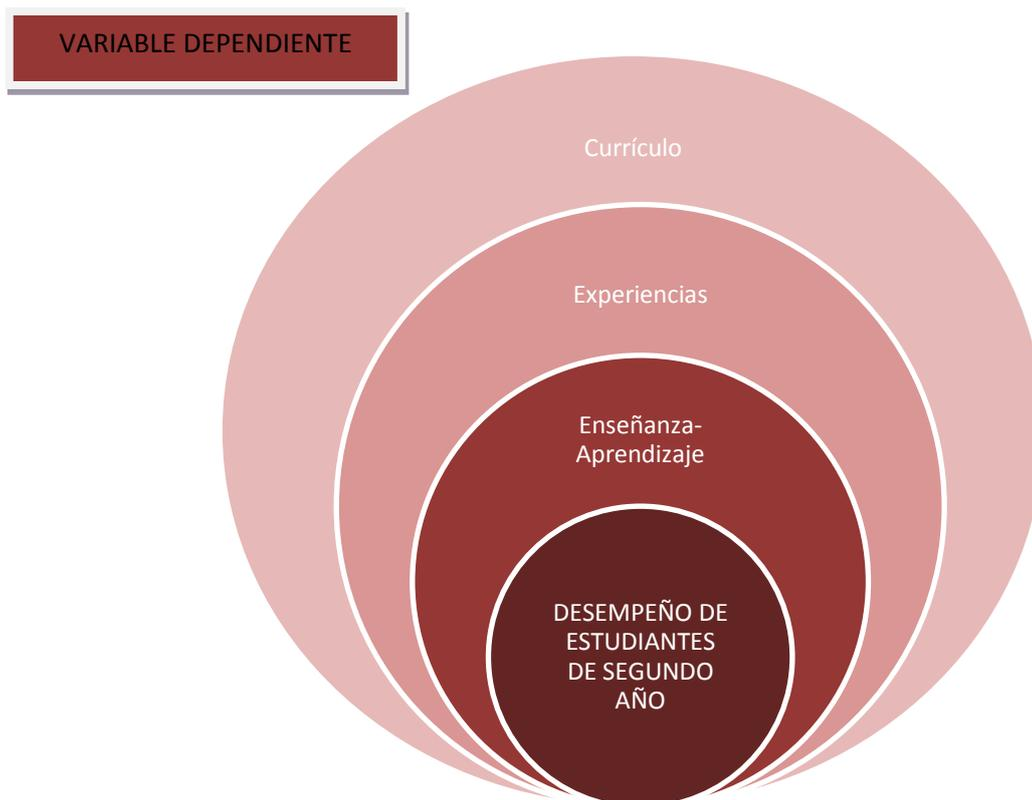 VARIABLE DEPENDIENTE
Currículo
Experiencias
Enseñanza-
Aprendizaje
DESEMPEÑO DE
ESTUDIANTES
DE SEGUNDO
AÑO